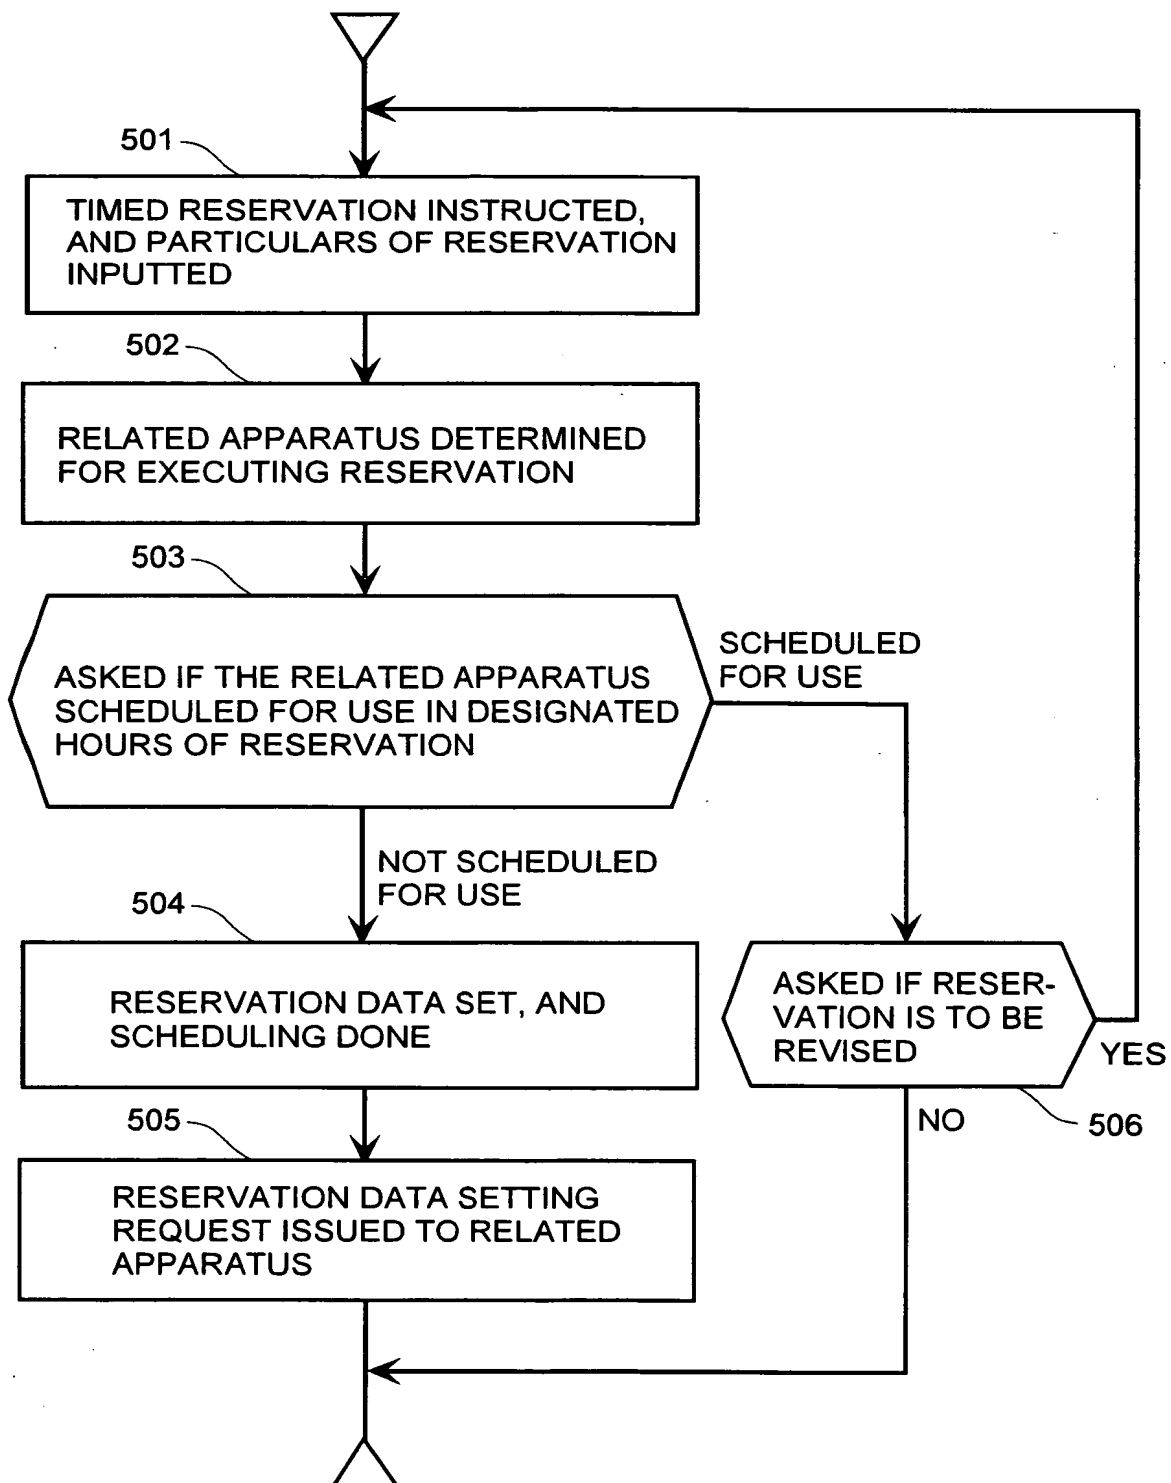 501
TIMED RESERVATION INSTRUCTED,
AND PARTICULARS OF RESERVATION
INPUTTED
502
RELATED APPARATUS DETERMINED
FOR EXECUTING RESERVATION
503
ASKED IF THE RELATED APPARATUS
SCHEDULED FOR USE IN DESIGNATED
HOURS OF RESERVATION
SCHEDULED
FOR USE
NOT SCHEDULED
FOR USE
504
RESERVATION DATA SET, AND
SCHEDULING DONE
ASKED IF RESER-
VATION IS TO BE
REVISED
YES
NO
506
505
RESERVATION DATA SETTING
REQUEST ISSUED TO RELATED
APPARATUS